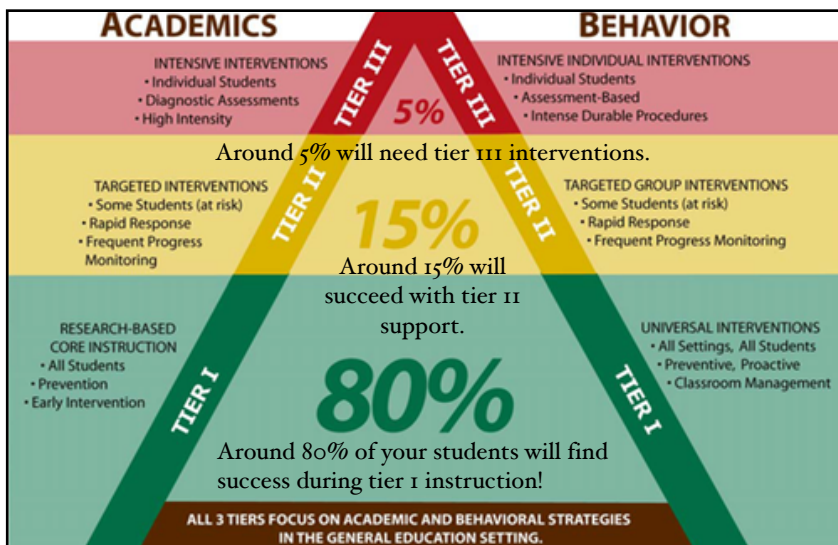 ACADEMICS
BEHAVIOR
INTENSIVE INTERVENTIONS
• Individual Students
• Diagnostic Assessments
• High Intensity
TIER III
5%
TIER III
INTENSIVE INDIVIDUAL INTERVENTIONS
• Individual Students
• Assessment-Based
• Intense Durable Procedures
Around 5% will need tier III interventions.
TARGETED INTERVENTIONS
• Some Students (at risk)
• Rapid Response
• Frequent Progress
Monitoring
TIER II
15%
TIER II
TARGETED GROUP INTERVENTIONS
• Some Students (at risk)
• Rapid Response
• Frequent Progress Monitoring
Around 15% will
succeed with tier II
support.
RESEARCH-BASED
CORE INSTRUCTION
• All Students
• Prevention
• Early Intervention
TIER I
80%
TIER I
UNIVERSAL INTERVENTIONS
• All Settings, All Students
• Preventive, Proactive
• Classroom Management
Around 80% of your students will find
success during tier I instruction!
ALL 3 TIERS FOCUS ON ACADEMIC AND BEHAVIORAL STRATEGIES
IN THE GENERAL EDUCATION SETTING.